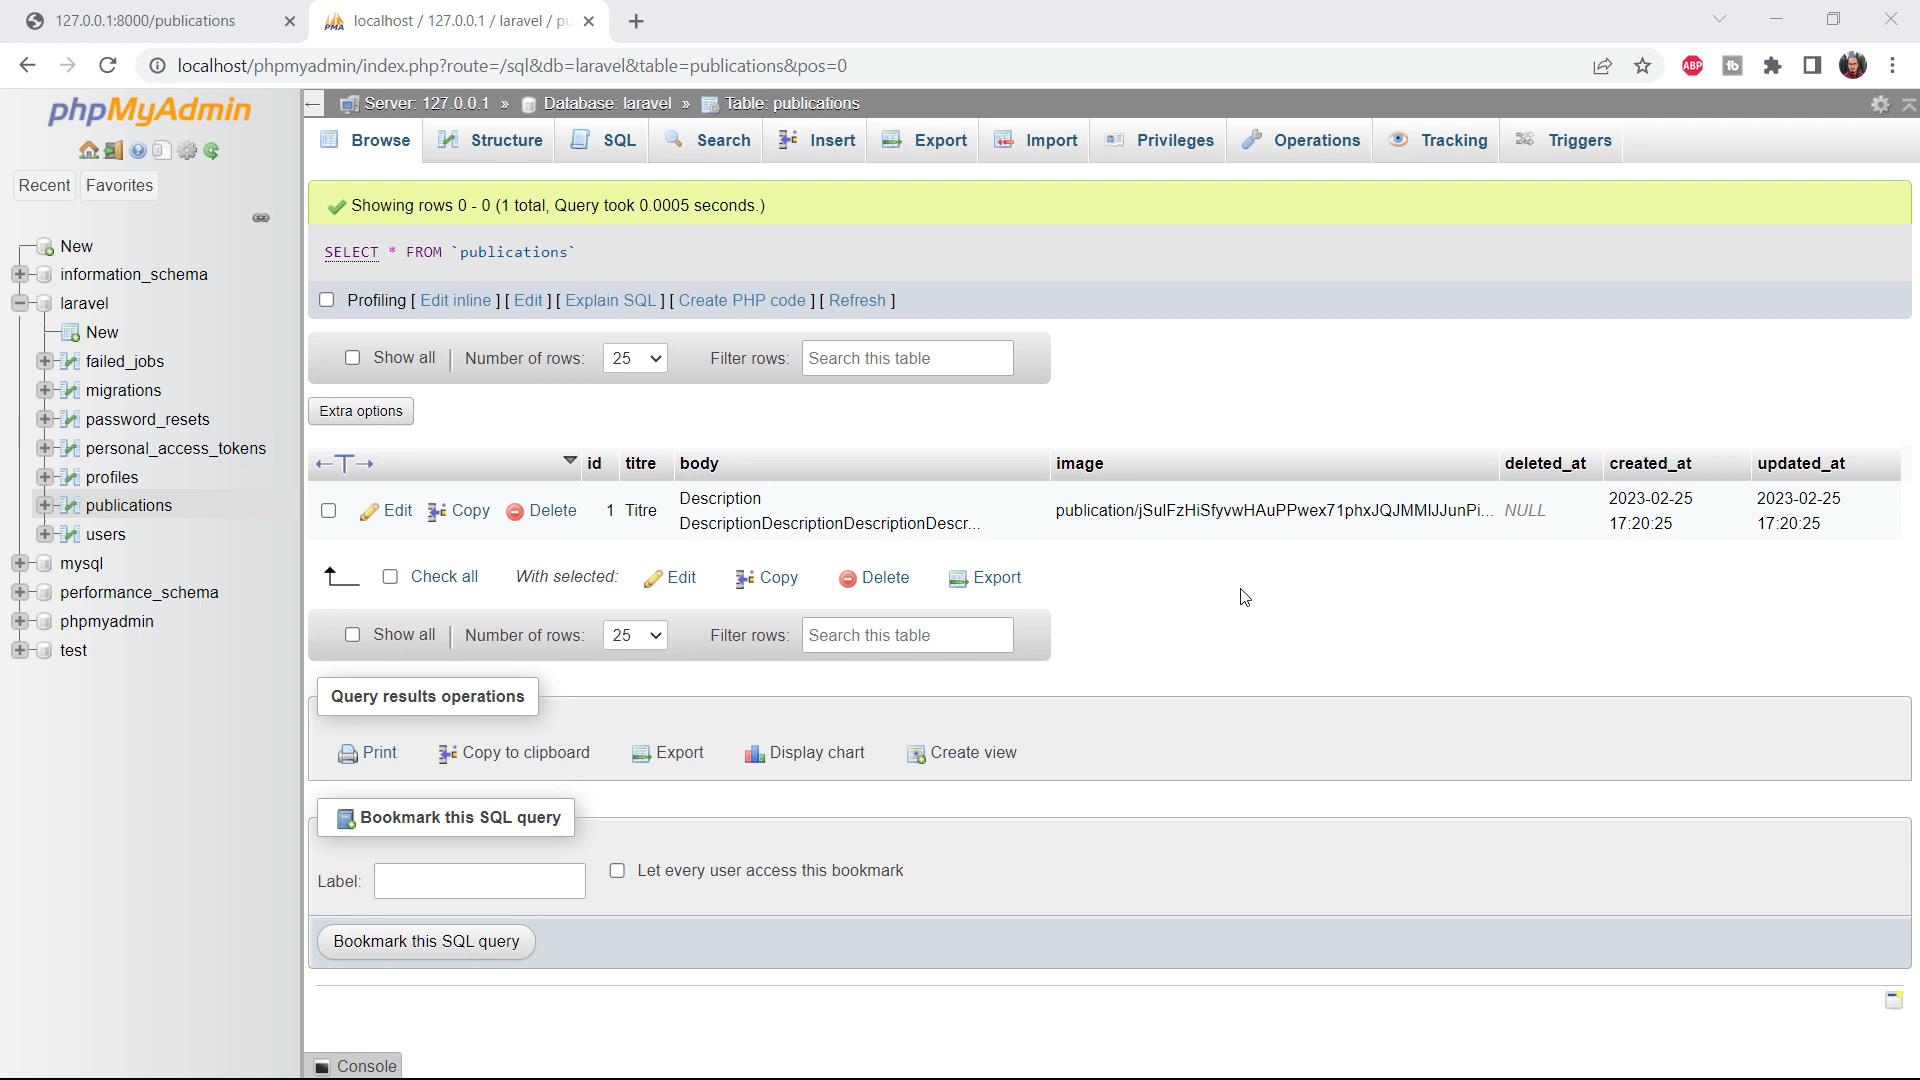 127.0.0.1:8000/publications
localhost / 127.0.0.1 / laravel / pu
localhost/phpmyadmin/index.php?route=/sql&db=laravel&table=publications&pos=0
ABP
phpMyAdmin
Recent Favorites
New
information_schema
laravel
New
failed_jobs
migrations
password_resets
personal_access_tokens
profiles
publications
users
mysql
performance_schema
phpmyadmin
test
Server: 127.0.0.1 » Database: laravel » Table: publications
Browse Structure SQL Search Insert Export Import Privileges Operations Tracking Triggers
Showing rows 0 - 0 (1 total, Query took 0.0005 seconds.)
SELECT * FROM `publications`
Profiling [ Edit inline ] [ Edit ] [ Explain SQL ] [ Create PHP code ] [ Refresh ]
Show all Number of rows: 25 Filter rows: Search this table
Extra options
id titre body image deleted_at created_at updated_at
Edit Copy Delete 1 Titre Description DescriptionDescriptionDescriptionDescr... NULL 2023-02-25 17:20:25 2023-02-25 17:20:25
Check all With selected: Edit Copy Delete Export
Show all Number of rows: 25 Filter rows: Search this table
Query results operations
Print Copy to clipboard Export Display chart Create view
Bookmark this SQL query
Label: Let every user access this bookmark
Bookmark this SQL query
Console